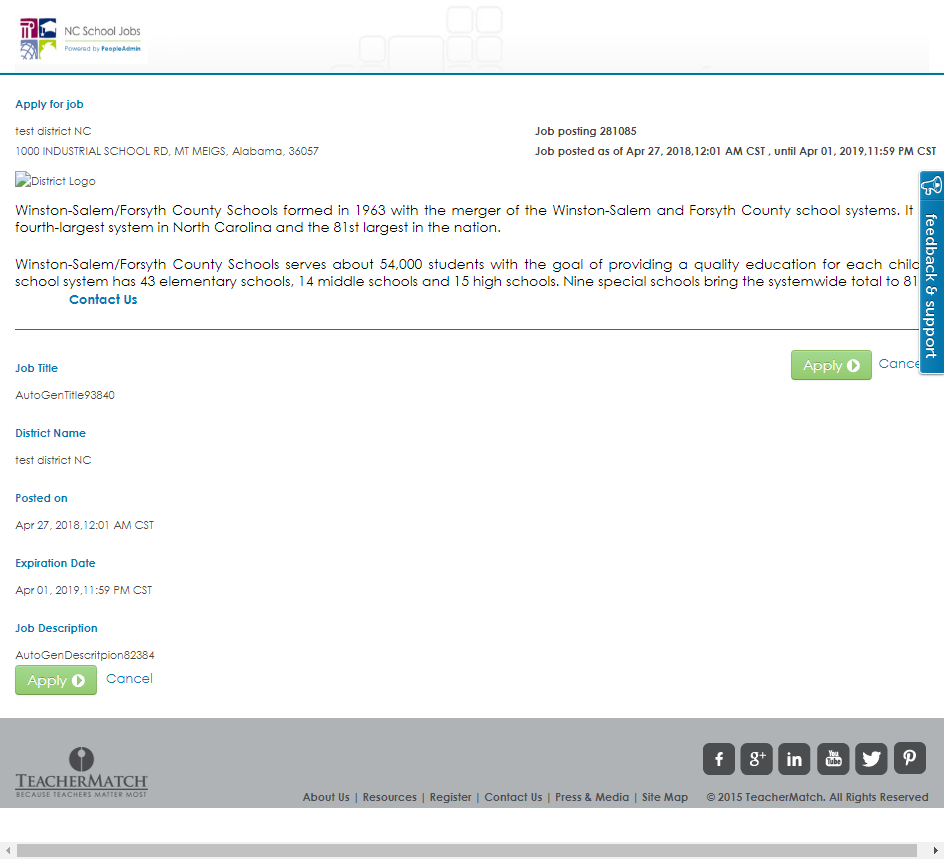 NC School Jobs
Powered by PeopleAdmin
Apply for job
test district NC
Job posting 281085
1000 INDUSTRIAL SCHOOL RD, MT MEIGS, Alabama, 36057
Job posted as of Apr 27, 2018,12:01 AM CST , until Apr 01, 2019,11:59 PM CST
District Logo
Winston-Salem/Forsyth County Schools formed in 1963 with the merger of the Winston-Salem and Forsyth County school systems. It
fourth-largest system in North Carolina and the 81st largest in the nation.
Winston-Salem/Forsyth County Schools serves about 54,000 students with the goal of providing a quality education for each chil
school system has 43 elementary schools, 14 middle schools and 15 high schools. Nine special schools bring the systemwide total to 81
Contact Us
feedback & support
Apply
Cance
Job Title
AutoGenTitle93840
District Name
test district NC
Posted on
Apr 27, 2018,12:01 AM CST
Expiration Date
Apr 01, 2019,11:59 PM CST
Job Description
AutoGenDescritpion82384
Apply
Cancel
TEACHERMATCH
BECAUSE TEACHERS MATTER MOST
f g+ in You Tube
About Us | Resources | Register | Contact Us | Press & Media | Site Map © 2015 TeacherMatch. All Rights Reserved